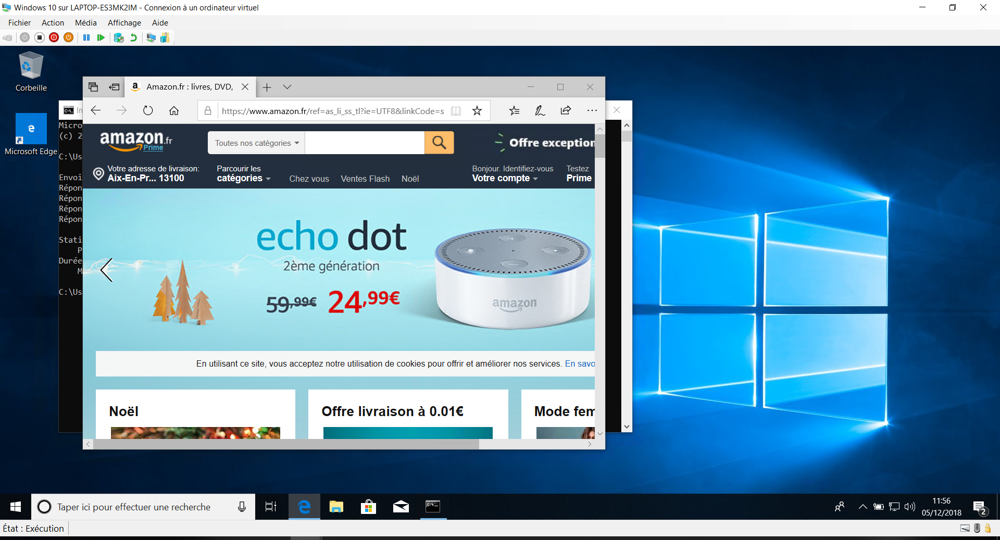 Windows 10 sur LAPTOP-ES3MK2IM - Connexion à un ordinateur virtuel
Fichier Action Média Affichage Aide
Corbeille
Microsoft Edge
Amazon.fr : livres, DVD,
https://www.amazon.fr/ref=as_li_ss_tl?ie=UTF8&linkCode=s
In
Micro
(c) 2
C:\Us
Envoi
Répon
Répon
Répon
Répon
Stati
P
Durée
M
C:\Us
amazon.fr
Prime
Toutes nos catégories
Offre exception
Votre adresse de livraison:
Aix-En-Pr... 13100
Parcourir les
catégories
Chez vous Ventes Flash Noël
Bonjour. Identifiez-vous
Votre compte
Testez
Prime
echo dot
2ème génération
59,99€ 24,99€
amazon
En utilisant ce site, vous acceptez notre utilisation de cookies pour offrir et améliorer nos services. En savo
Noël
Offre livraison à 0.01€
Mode fem
Taper ici pour effectuer une recherche
11:56
05/12/2018
2
État : Exécution